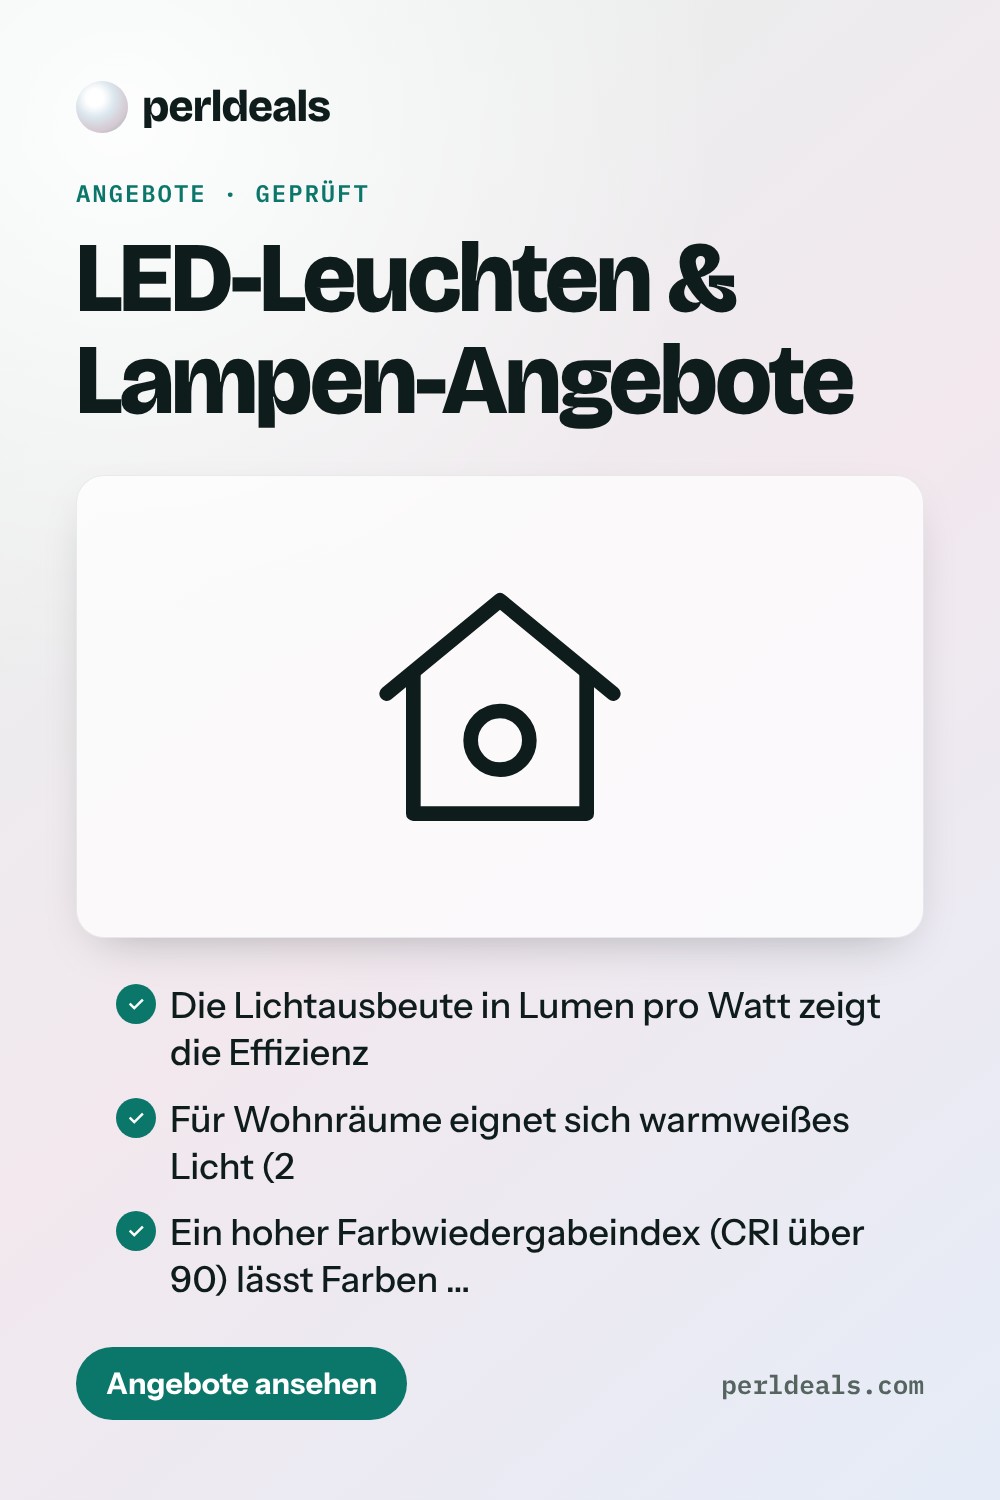 perldeals
ANGEBOTE · GEPRÜFT
LED-Leuchten &
Lampen-Angebote
Die Lichtausbeute in Lumen pro Watt zeigt
die Effizienz
Für Wohnräume eignet sich warmweißes
Licht (2
Ein hoher Farbwiedergabeindex (CRI über
90) lässt Farben ...
Angebote ansehen
perldeals.com